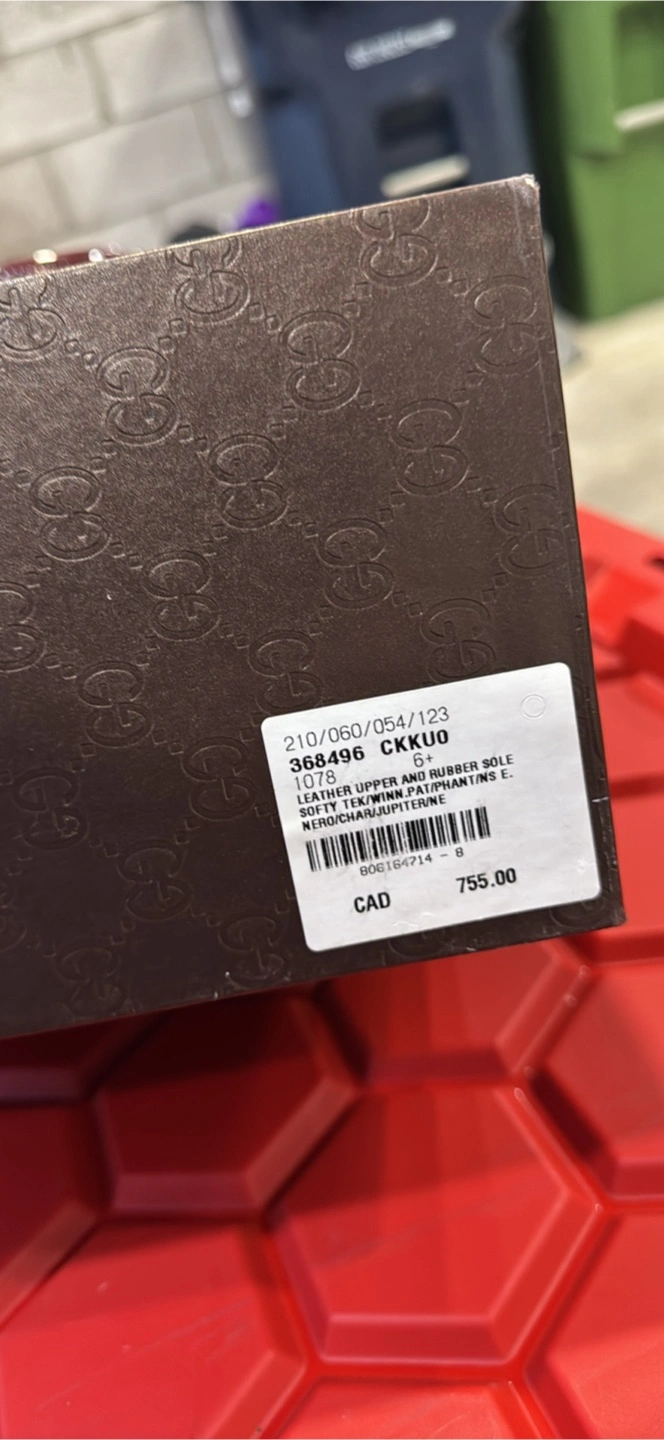 210/060/054/123
368496 CKKU0
1078 6+
LEATHER UPPER AND RUBBER SOLE
SOFTY TEK/WINN.PAT/PHANT/NS E.
NERO/CHAR/JUPITER/NE
806164714 - 8
CAD 755.00